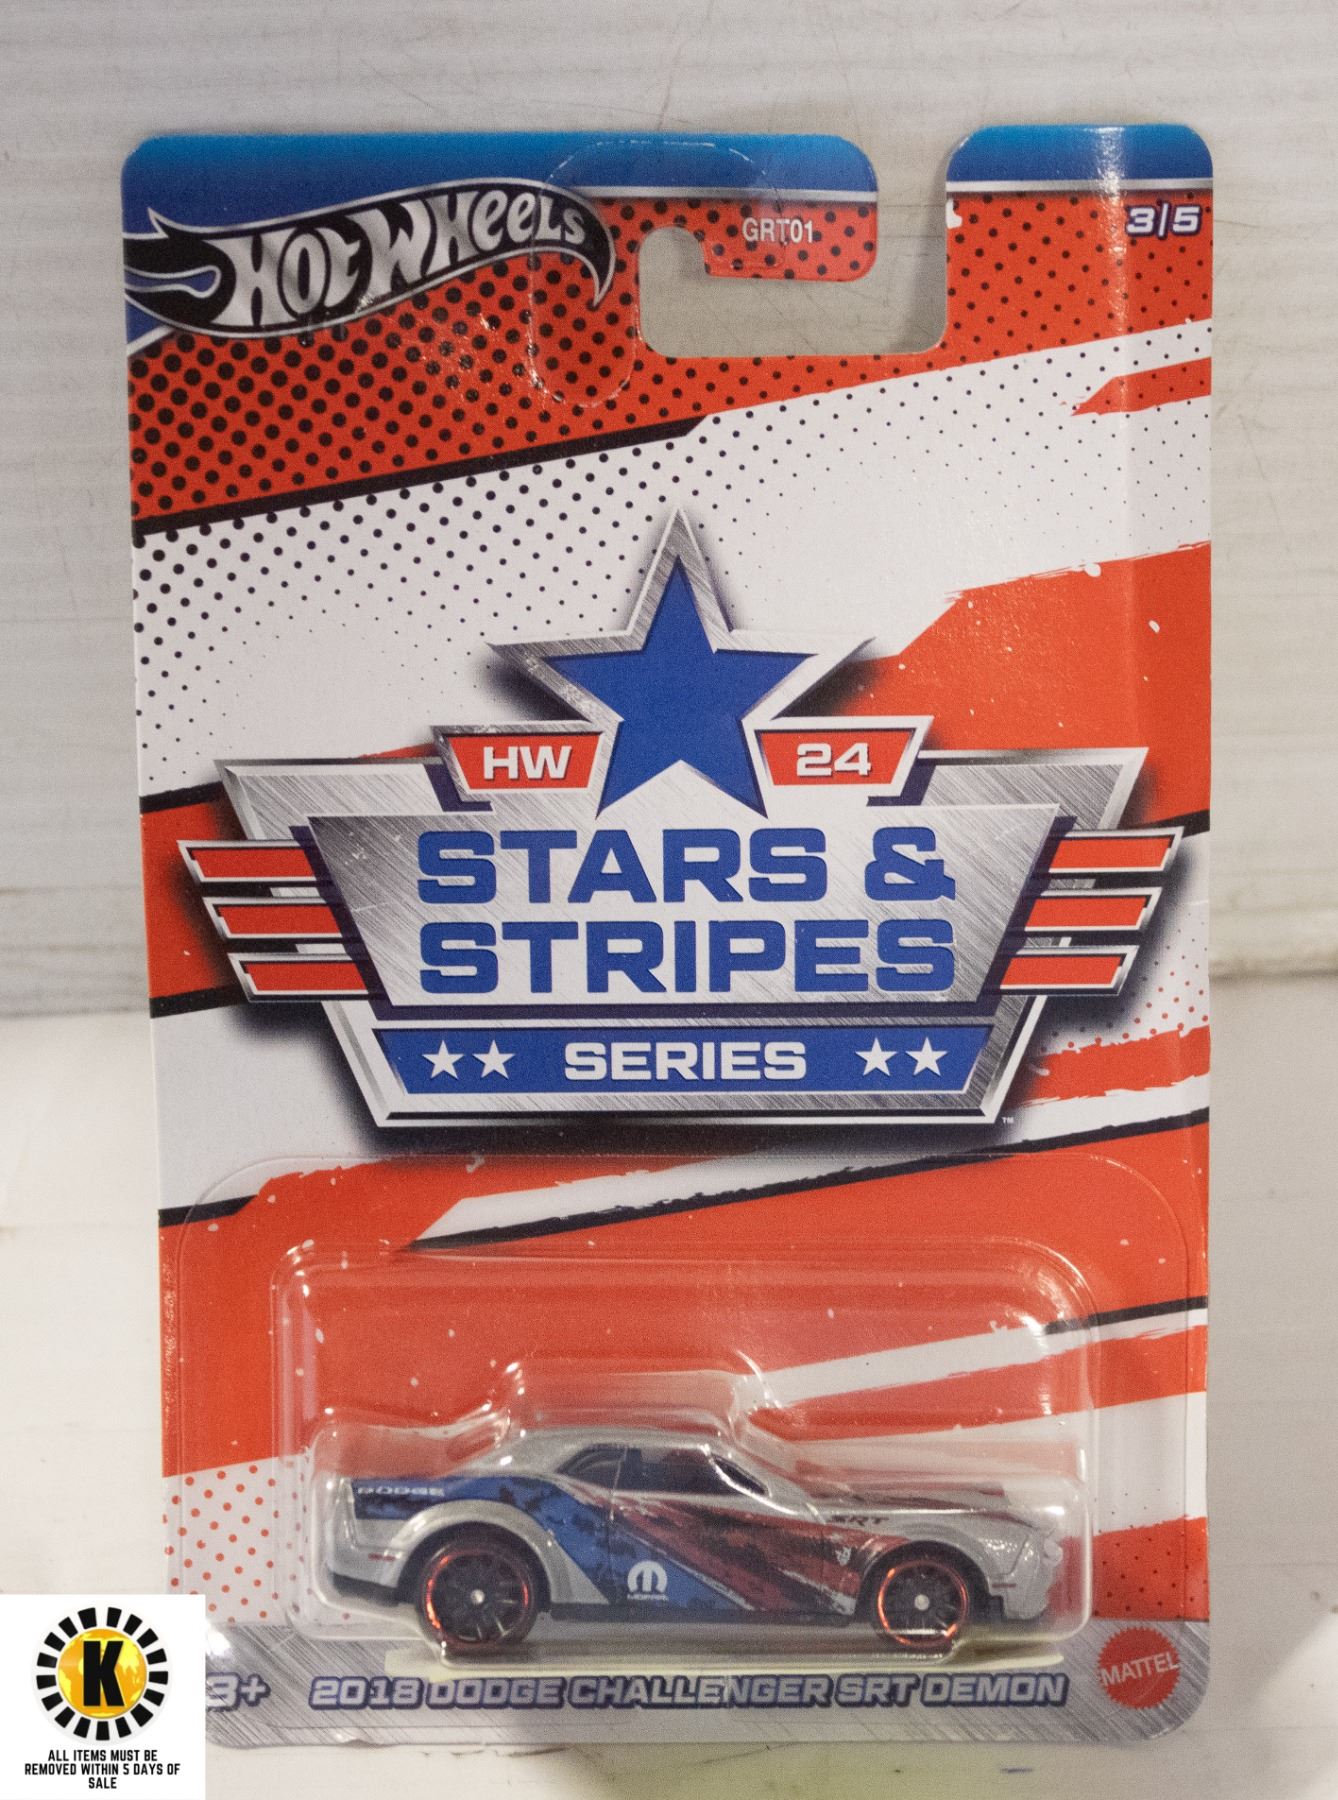 HOT WHEELS
GRT01
3|5
HW
24
STARS &
STRIPES
SERIES
™
DODGE
SRT
MOPAR
3+
2018 DODGE CHALLENGER SRT DEMON
MATTEL
K
ALL ITEMS MUST BE
REMOVED WITHIN 5 DAYS OF
SALE